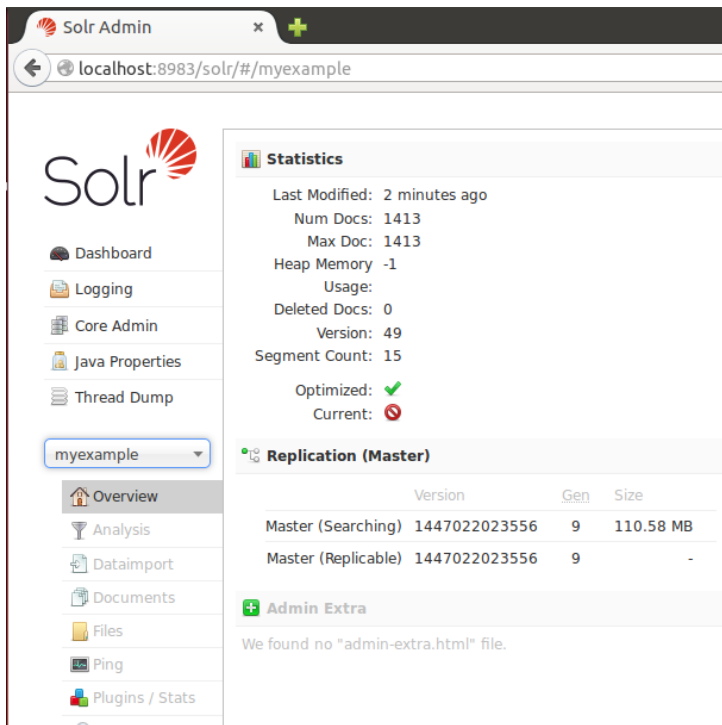 Solr Admin
localhost:8983/solr/#/myexample
Solr
Dashboard
Logging
Core Admin
Java Properties
Thread Dump
myexample
Overview
Analysis
Dataimport
Documents
Files
Ping
Plugins / Stats
Statistics
Last Modified: 2 minutes ago
Num Docs: 1413
Max Doc: 1413
Heap Memory -1
Usage:
Deleted Docs: 0
Version: 49
Segment Count: 15
Optimized:
Current:
Replication (Master)
Version Gen Size
Master (Searching) 1447022023556 9 110.58 MB
Master (Replicable) 1447022023556 9 -
Admin Extra
We found no "admin-extra.html" file.